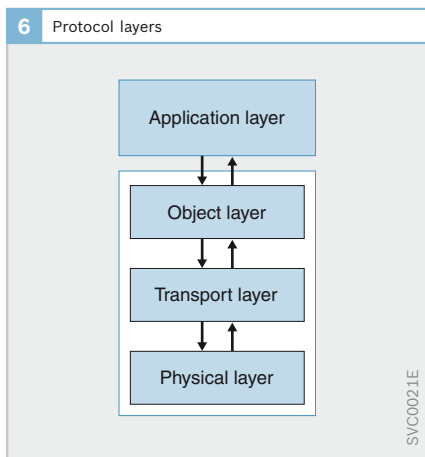 6 Protocol layers
Application layer
Object layer
Transport layer
Physical layer
SVC0021E